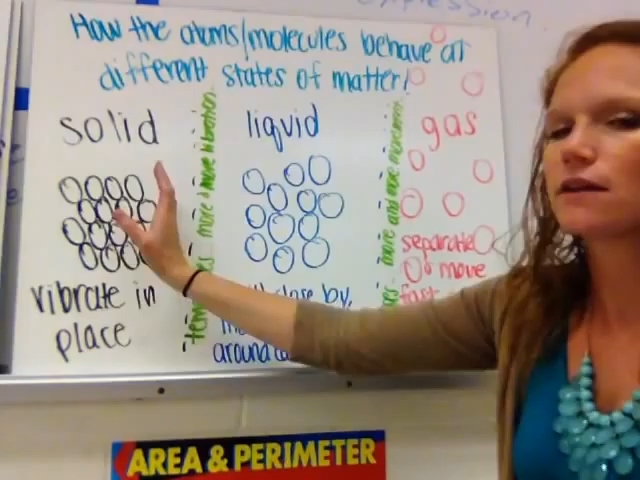 How the atoms/molecules behave at
different states of matter!
solid
liquid
gas
more & more vibration
more and more movement
vibrate in
place
close by,
around
separate
& move
fast
AREA & PERIMETER